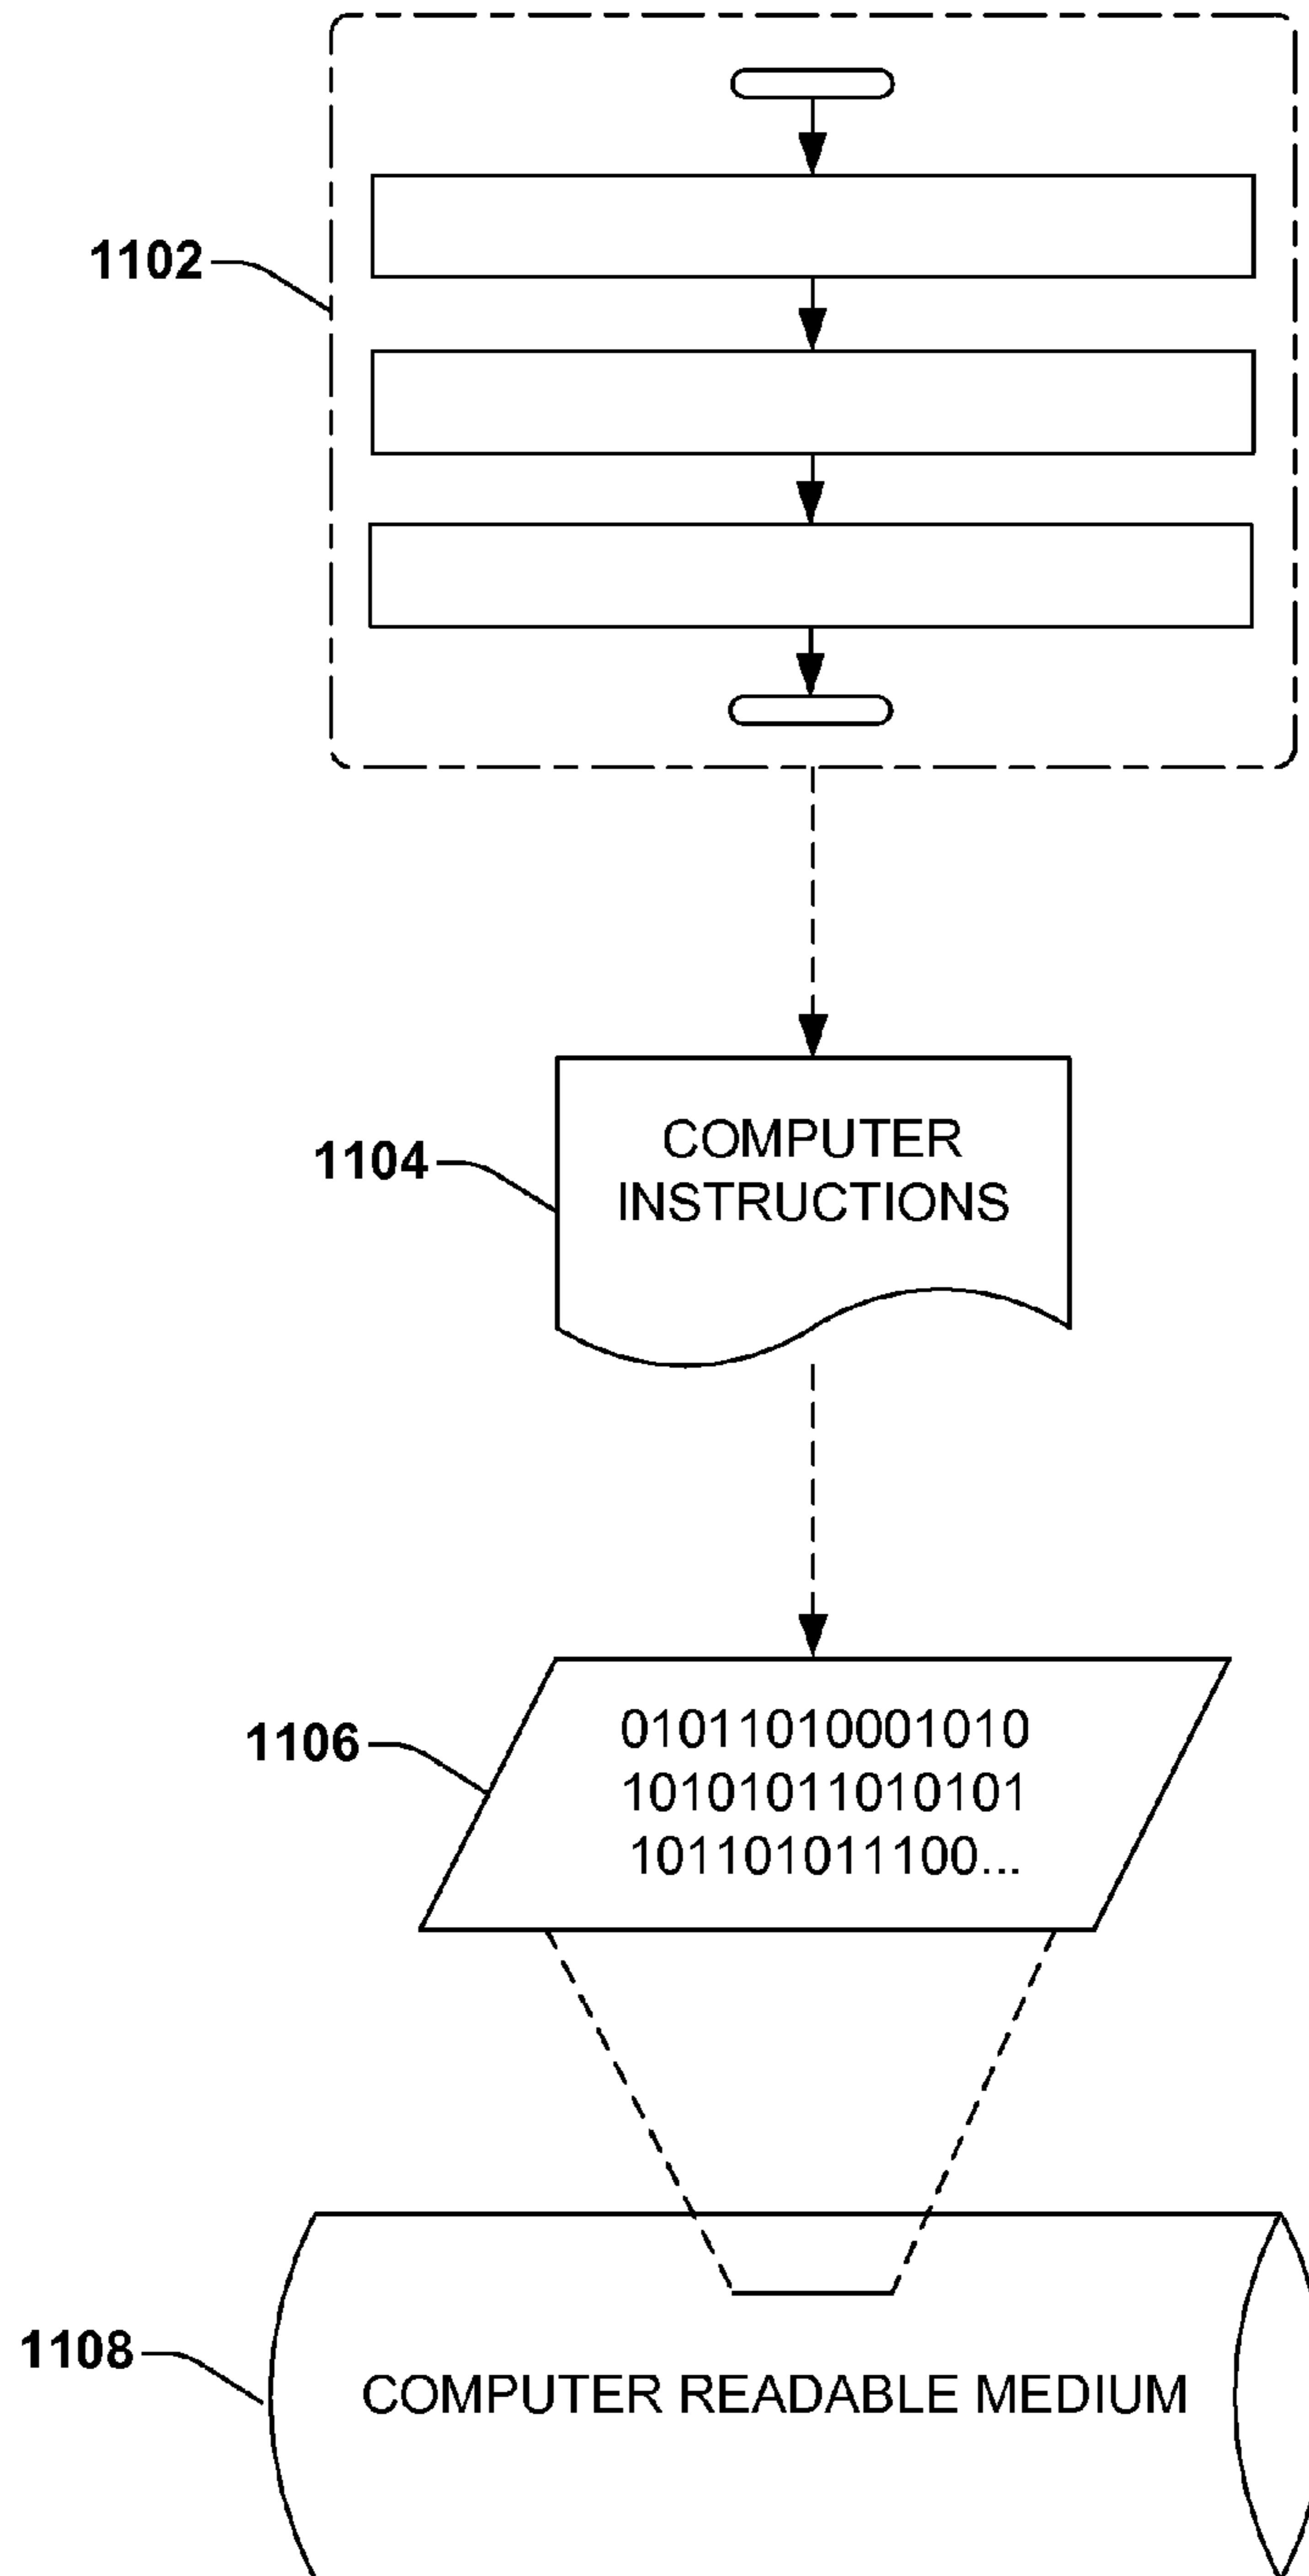 1102
1104
COMPUTER
INSTRUCTIONS
1106
01011010001010
10101011010101
101101011100...
1108
COMPUTER READABLE MEDIUM